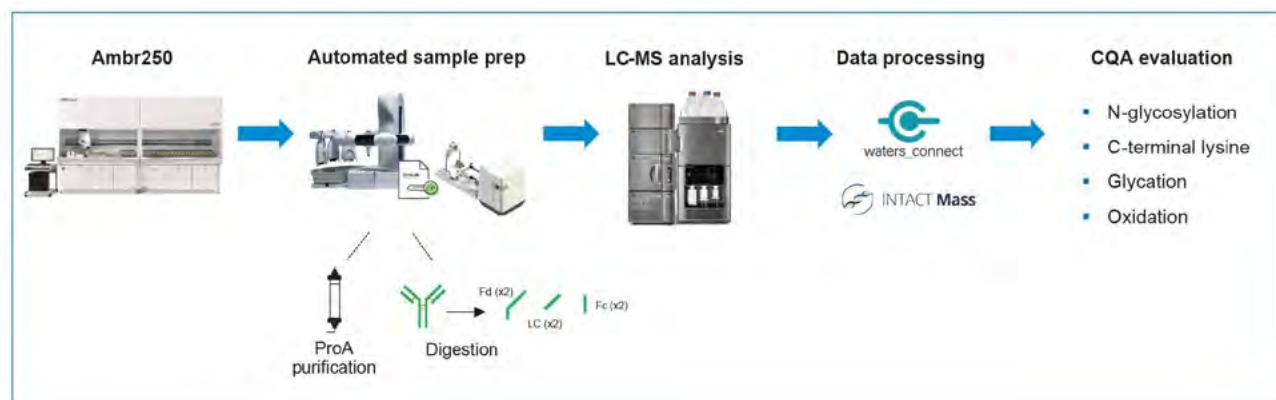 Ambr250
Automated sample prep
LC-MS analysis
Data processing
CQA evaluation
waters_connect
INTACT Mass
N-glycosylation
C-terminal lysine
Glycation
Oxidation
ProA
purification
Digestion
Fd (x2)
LC (x2)
Fc (x2)